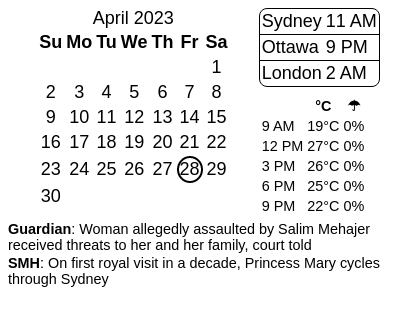 April 2023
Su Mo Tu We Th Fr Sa
1
2 3 4 5 6 7 8
9 10 11 12 13 14 15
16 17 18 19 20 21 22
23 24 25 26 27 28 29
30
Sydney 11 AM
Ottawa 9 PM
London 2 AM
°C ☂
9 AM 19°C 0%
12 PM 27°C 0%
3 PM 26°C 0%
6 PM 25°C 0%
9 PM 22°C 0%
Guardian: Woman allegedly assaulted by Salim Mehajer
received threats to her and her family, court told
SMH: On first royal visit in a decade, Princess Mary cycles
through Sydney